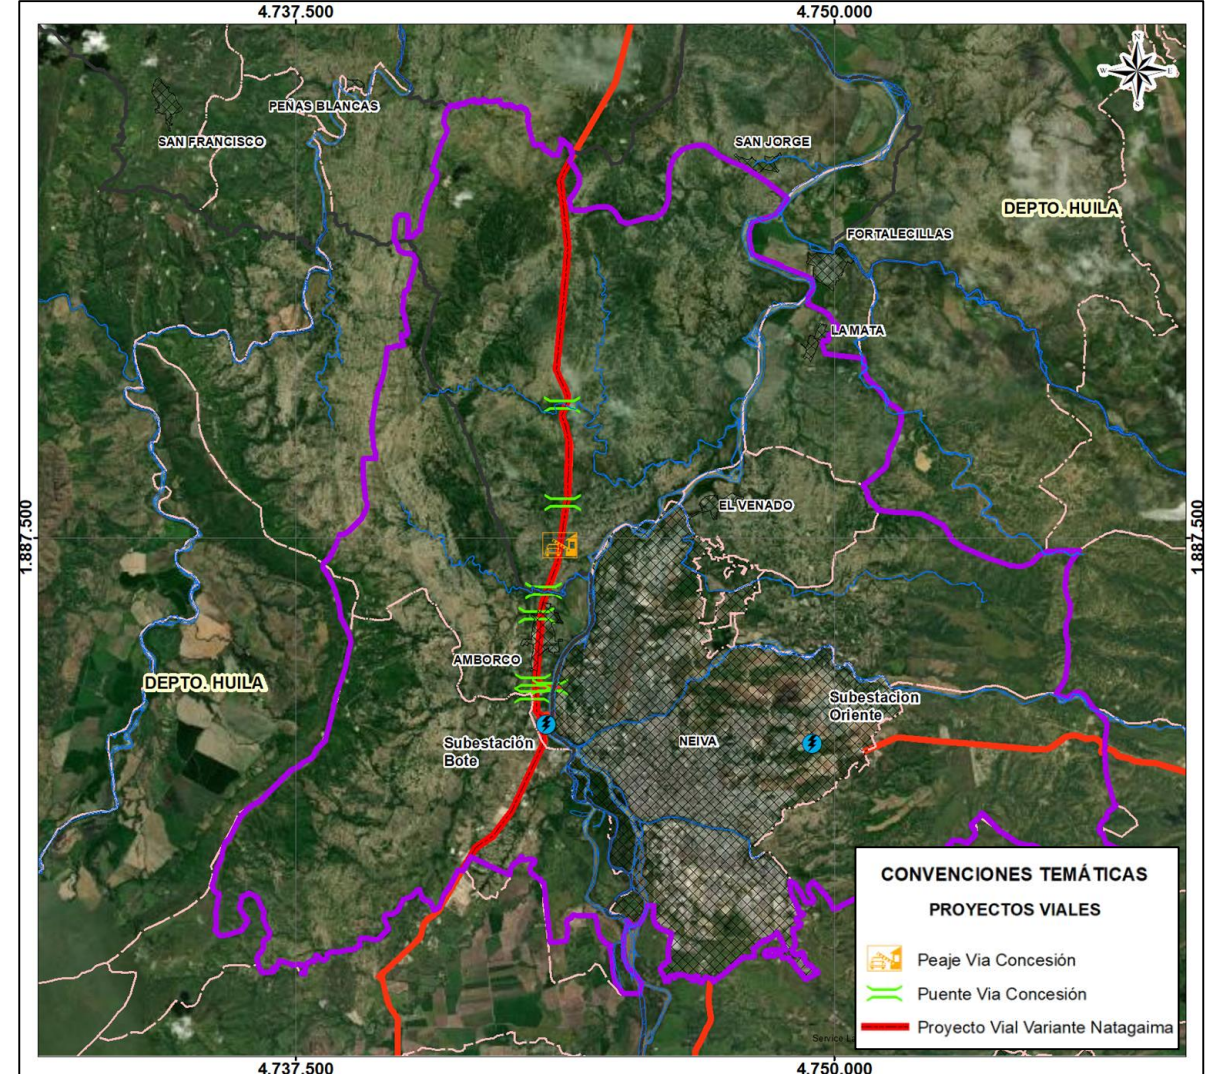 4.737.500
4.750.000
N
W
E
S
PEÑAS BLANCAS
SAN FRANCISCO
SAN JORGE
DEPTO. HUILA
FORTALECILLAS
LA MATA
EL VENADO
1.887.500
1.887.500
AMBORCO
DEPTO. HUILA
Subestacion
Oriente
Subestación
Bote
NEIVA
CONVENCIONES TEMÁTICAS
PROYECTOS VIALES
Peaje Via Concesión
Puente Via Concesión
Proyecto Vial Variante Natagaima
Service La
4.737.500
4.750.000